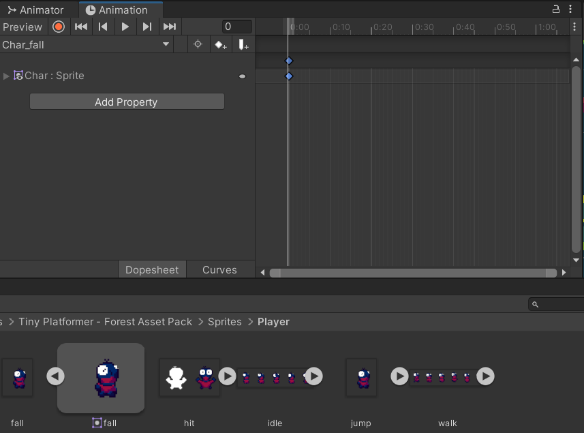 Animator Animation
Preview 0 0:00 0:10 0:20 0:30 0:40 0:50 1:00
Char_fall
Char : Sprite
Add Property
Dopesheet Curves
s > Tiny Platformer - Forest Asset Pack > Sprites > Player
fall fall hit idle jump walk